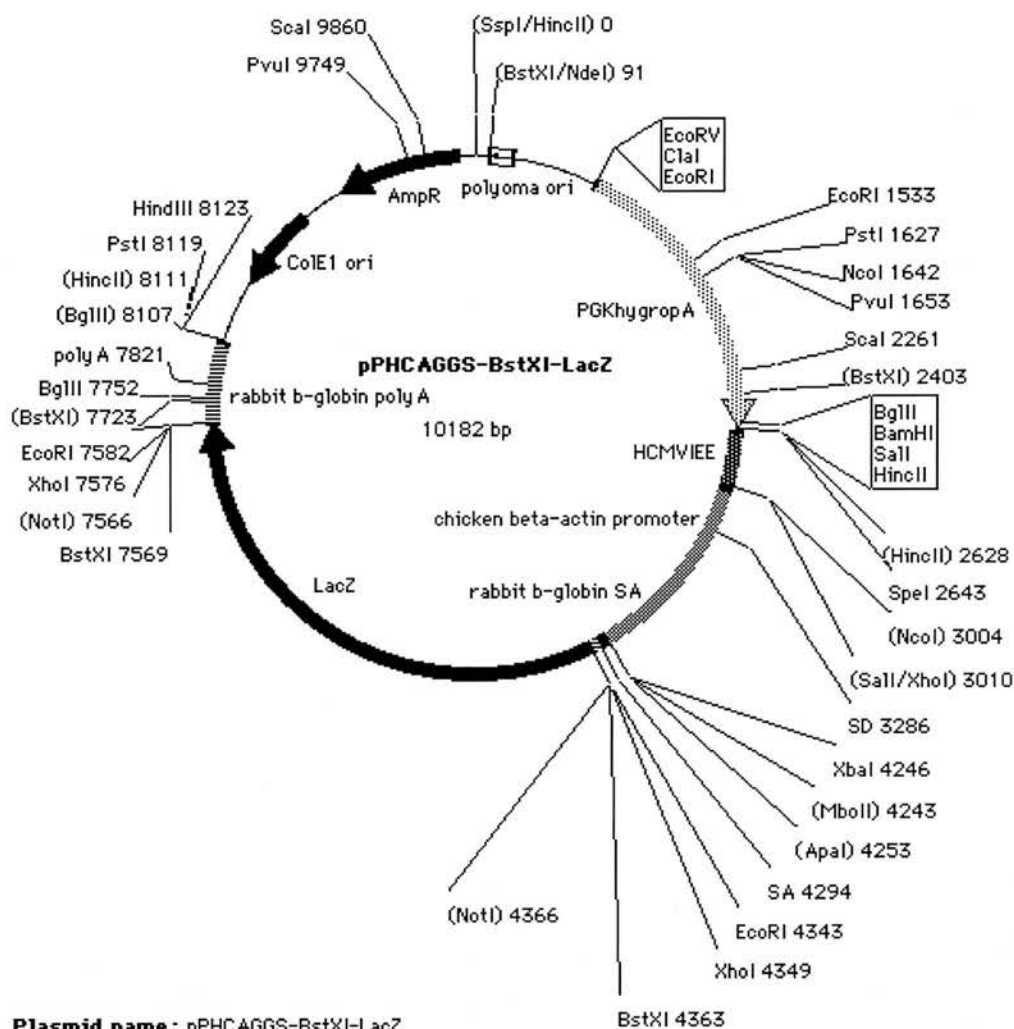 ScaI 9860
(SspI/HincII) 0
PvuI 9749
(BstXI/NdeI) 91
EcoRV
ClaI
EcoRI
polyoma ori
AmpR
HindIII 8123
PstI 8119
(HincII) 8111
(BglII) 8107
ColE1 ori
EcoRI 1533
PstI 1627
NcoI 1642
PvuI 1653
PGKhygropA
poly A 7821
BglII 7752
(BstXI) 7723
EcoRI 7582
XhoI 7576
(NotI) 7566
BstXI 7569
rabbit b-globin poly A
pPHCAGGS-BstXI-LacZ
10182 bp
ScaI 2261
(BstXI) 2403
BglII
BamHI
SalI
HincII
HCMVIEE
chicken beta-actin promoter
rabbit b-globin SA
LacZ
(HincII) 2628
SpeI 2643
(NcoI) 3004
(SalI/XhoI) 3010
SD 3286
XbaI 4246
(MboII) 4243
(ApaI) 4253
SA 4294
EcoRI 4343
XhoI 4349
(NotI) 4366
BstXI 4363
Plasmid name: pPHCAGGS-BstXI-LacZ